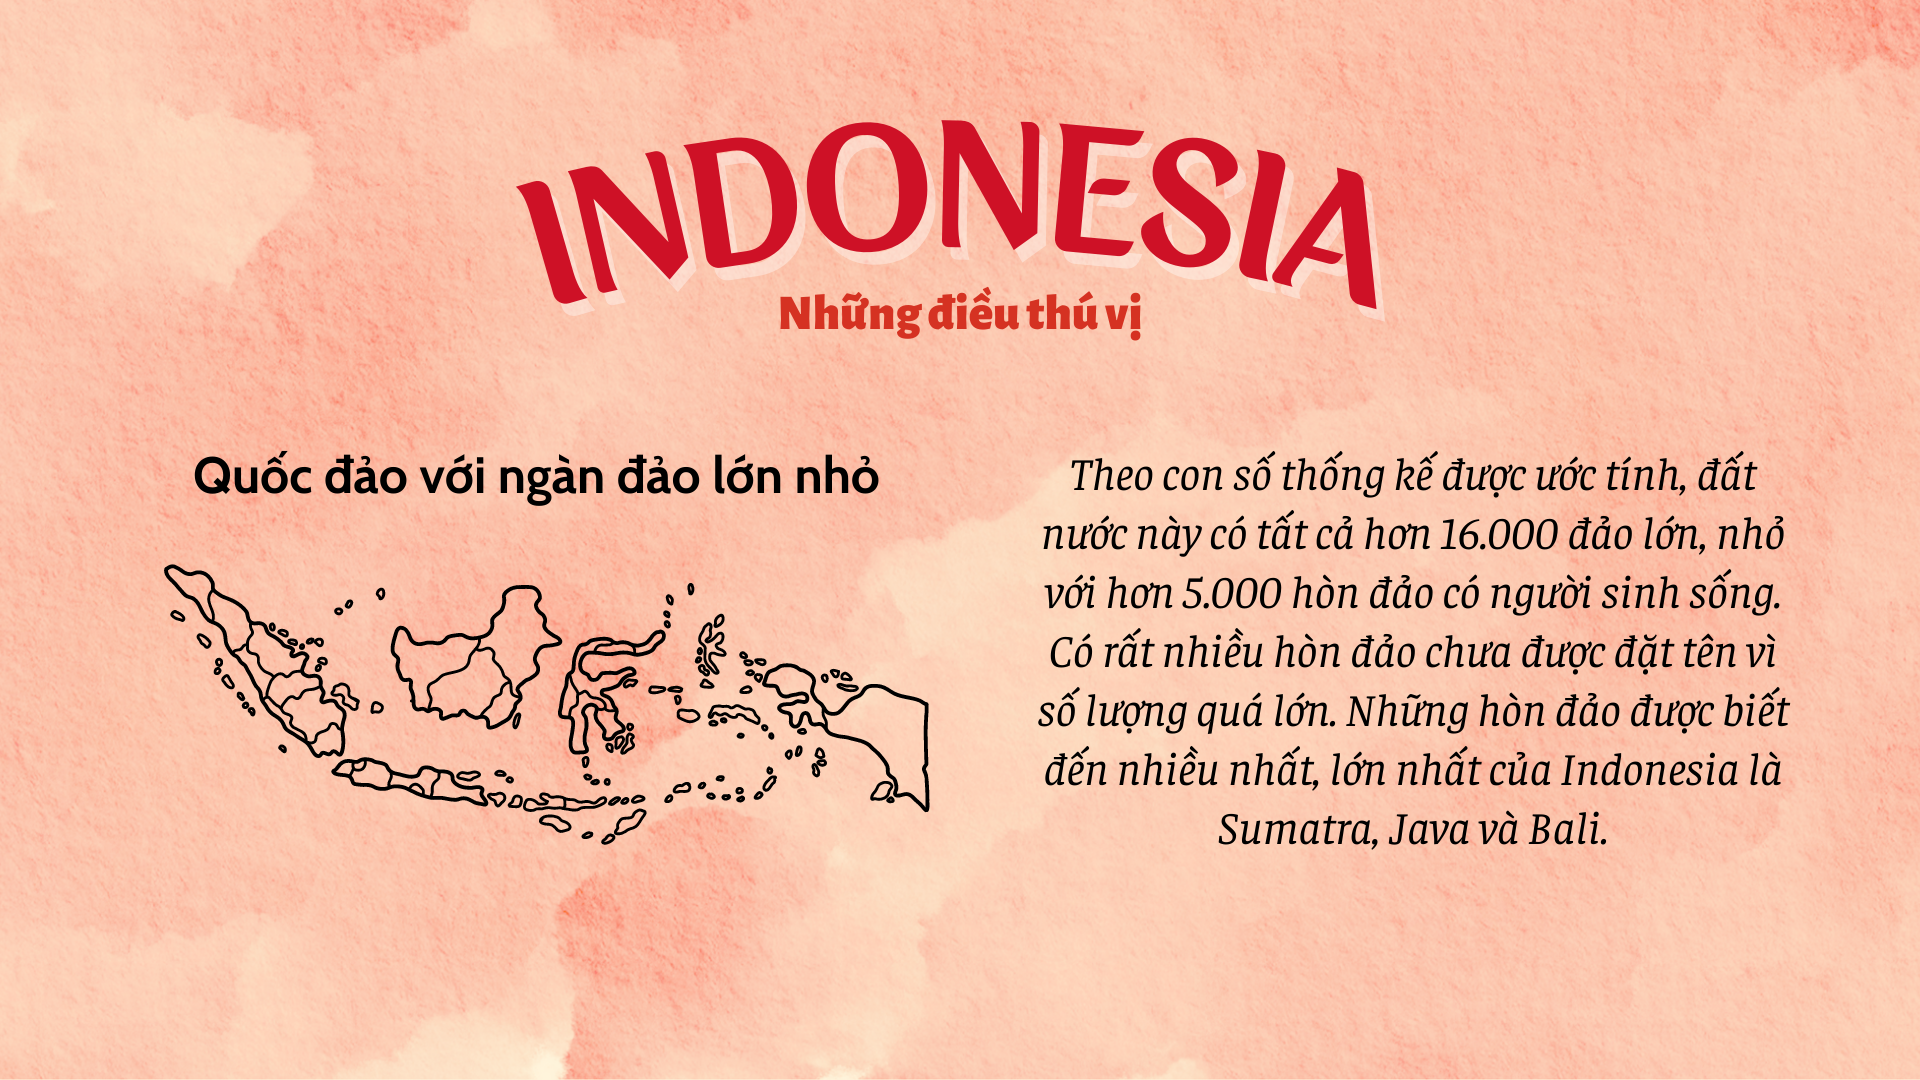 INDONESIA
Những điều thú vị
Quốc đảo với ngàn đảo lớn nhỏ
Theo con số thống kế được ước tính, đất
nước này có tất cả hơn 16.000 đảo lớn, nhỏ
với hơn 5.000 hòn đảo có người sinh sống.
Có rất nhiều hòn đảo chưa được đặt tên vì
số lượng quá lớn. Những hòn đảo được biết
đến nhiều nhất, lớn nhất của Indonesia là
Sumatra, Java và Bali.